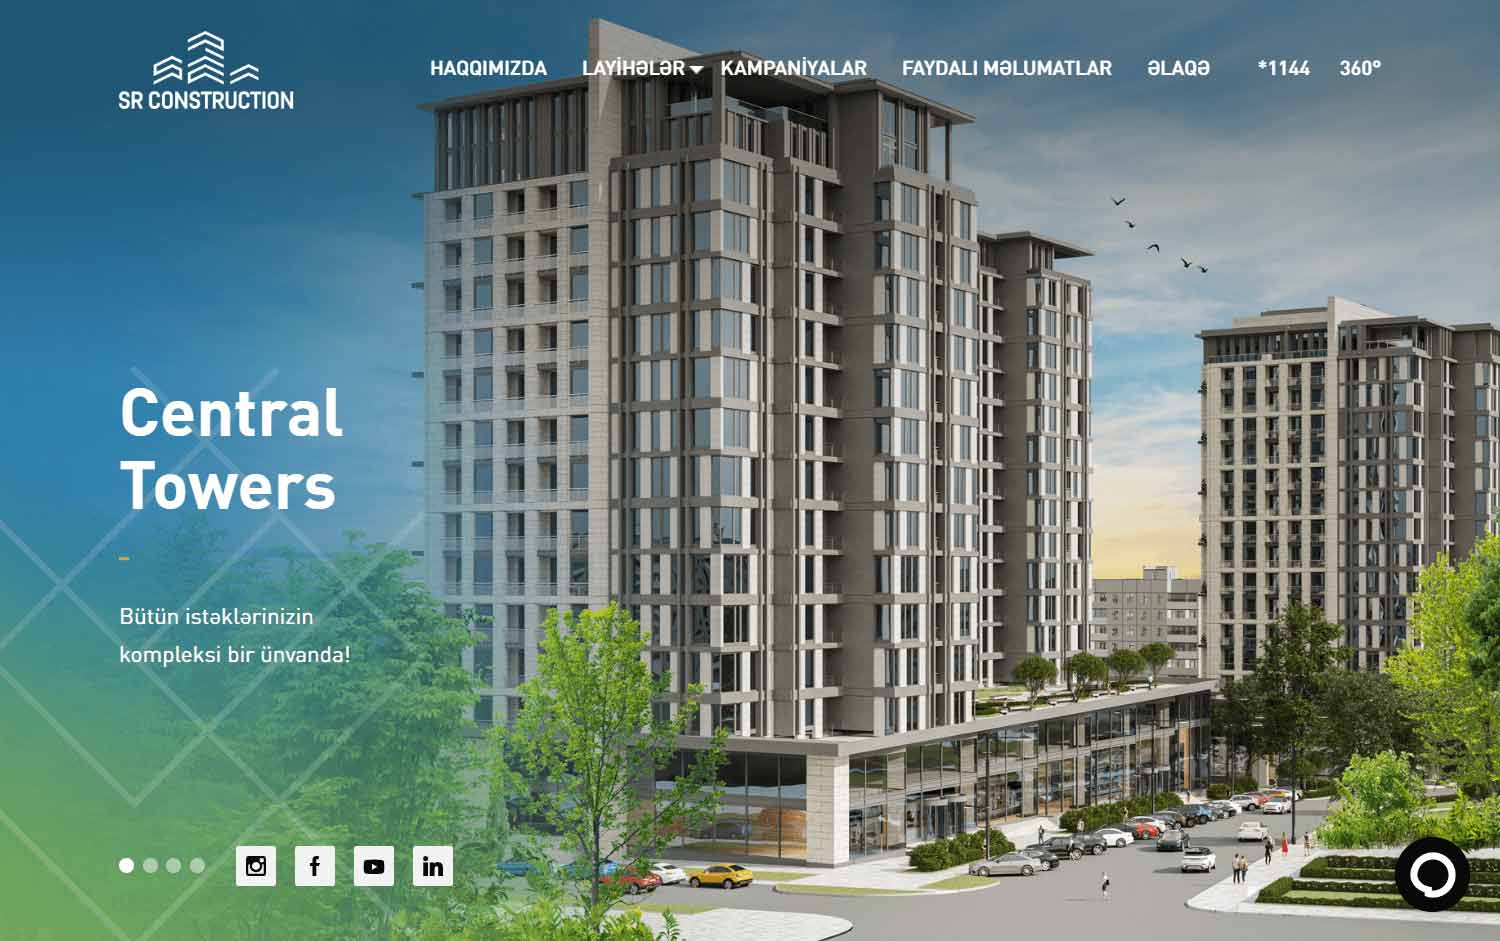 SR CONSTRUCTION
HAQQIMIZDA LAYİHƏLƏR KAMPANİYALAR FAYDALI MƏLUMATLAR ƏLAQƏ *1144 360°
Central
Towers
Bütün istəklərinizin
kompleksi bir ünvanda!